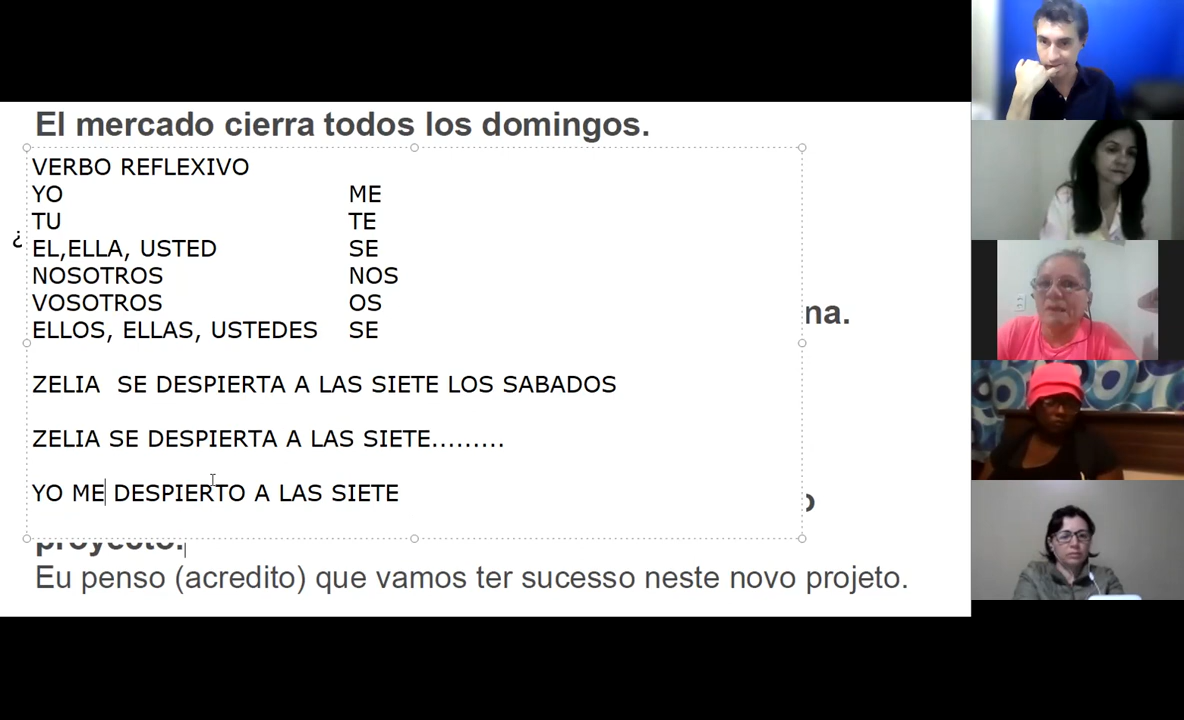 El mercado cierra todos los domingos.
VERBO REFLEXIVO
YO ME
TU TE
¿
EL,ELLA, USTED SE
NOSOTROS NOS
VOSOTROS OS
na.
ELLOS, ELLAS, USTEDES SE
ZELIA SE DESPIERTA A LAS SIETE LOS SABADOS
ZELIA SE DESPIERTA A LAS SIETE.........
YO ME DESPIERTO A LAS SIETE
o
proyecto.
Eu penso (acredito) que vamos ter sucesso neste novo projeto.